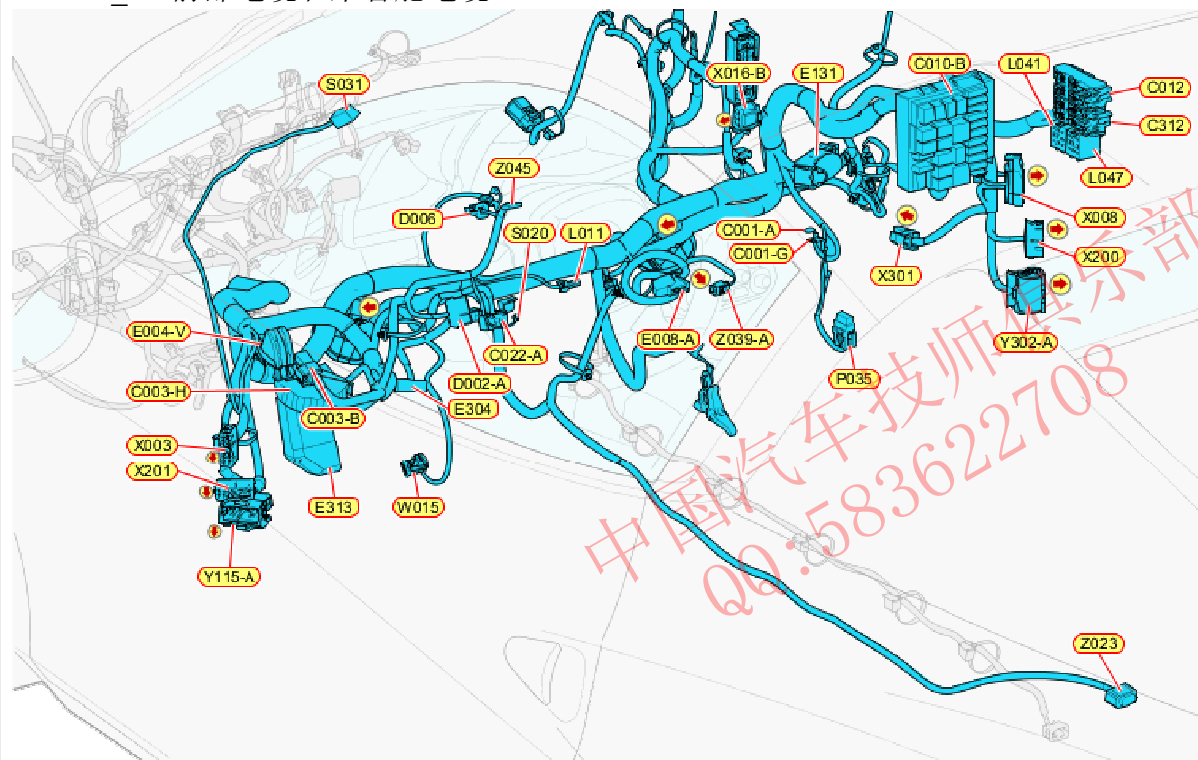 S031
X016-B
E131
C010-B
L041
C012
C312
L047
Z045
D006
S020
L011
C001-A
C001-G
X008
X200
X301
Y302-A
E004-V
E008-A
Z039-A
C022-A
P035
C003-H
D002-A
C003-B
E304
X003
X201
E313
W015
Y115-A
Z023
中国汽车技师俱乐部
QQ:583622708